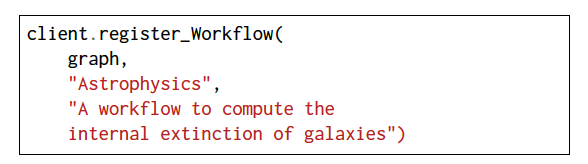 client.register_Workflow(
    graph,
    "Astrophysics",
    "A workflow to compute the
    internal extinction of galaxies")